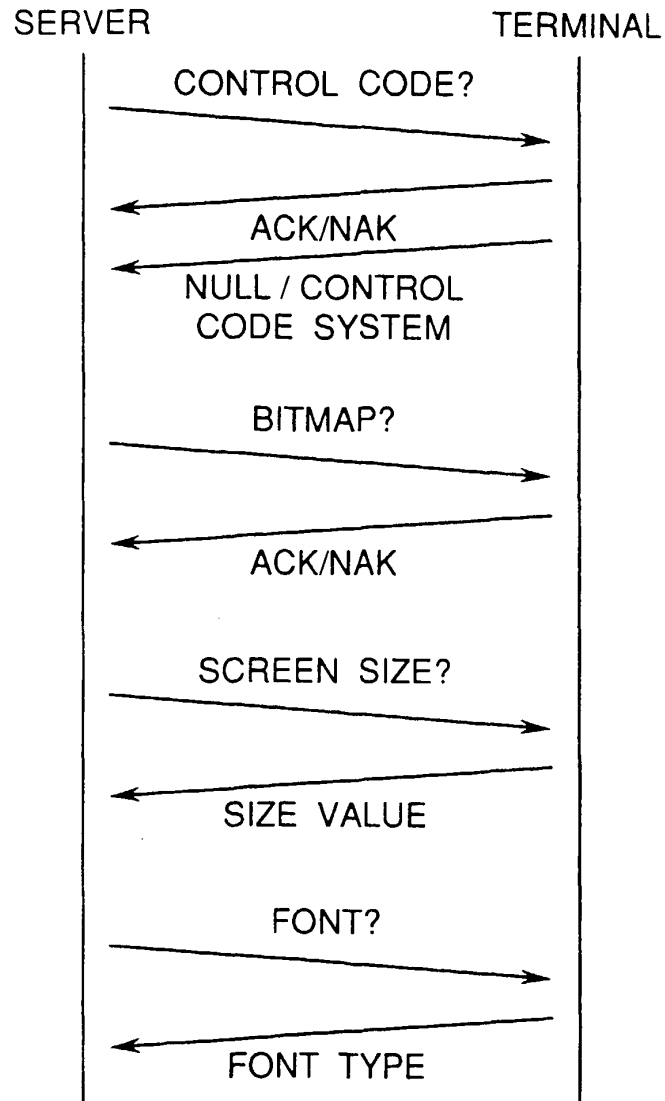 SERVER
TERMINAL
CONTROL CODE?
ACK/NAK
NULL / CONTROL
CODE SYSTEM
BITMAP?
ACK/NAK
SCREEN SIZE?
SIZE VALUE
FONT?
FONT TYPE